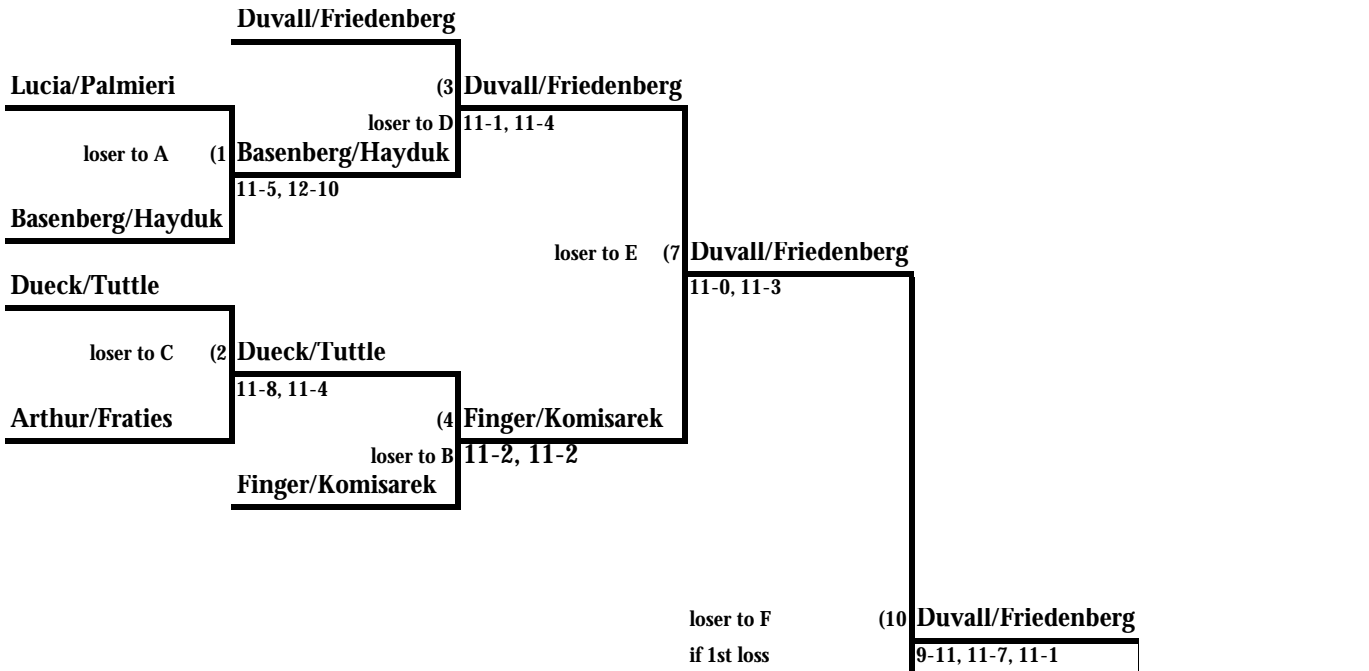 Duvall/Friedenberg
Lucia/Palmieri (3 Duvall/Friedenberg
loser to D 11-1, 11-4
loser to A (1 Basenberg/Hayduk
11-5, 12-10
Basenberg/Hayduk
loser to E (7 Duvall/Friedenberg
Dueck/Tuttle 11-0, 11-3
loser to C (2 Dueck/Tuttle
11-8, 11-4
Arthur/Fraties (4 Finger/Komisarek
loser to B 11-2, 11-2
Finger/Komisarek
loser to F (10 Duvall/Friedenberg
if 1st loss 9-11, 11-7, 11-1